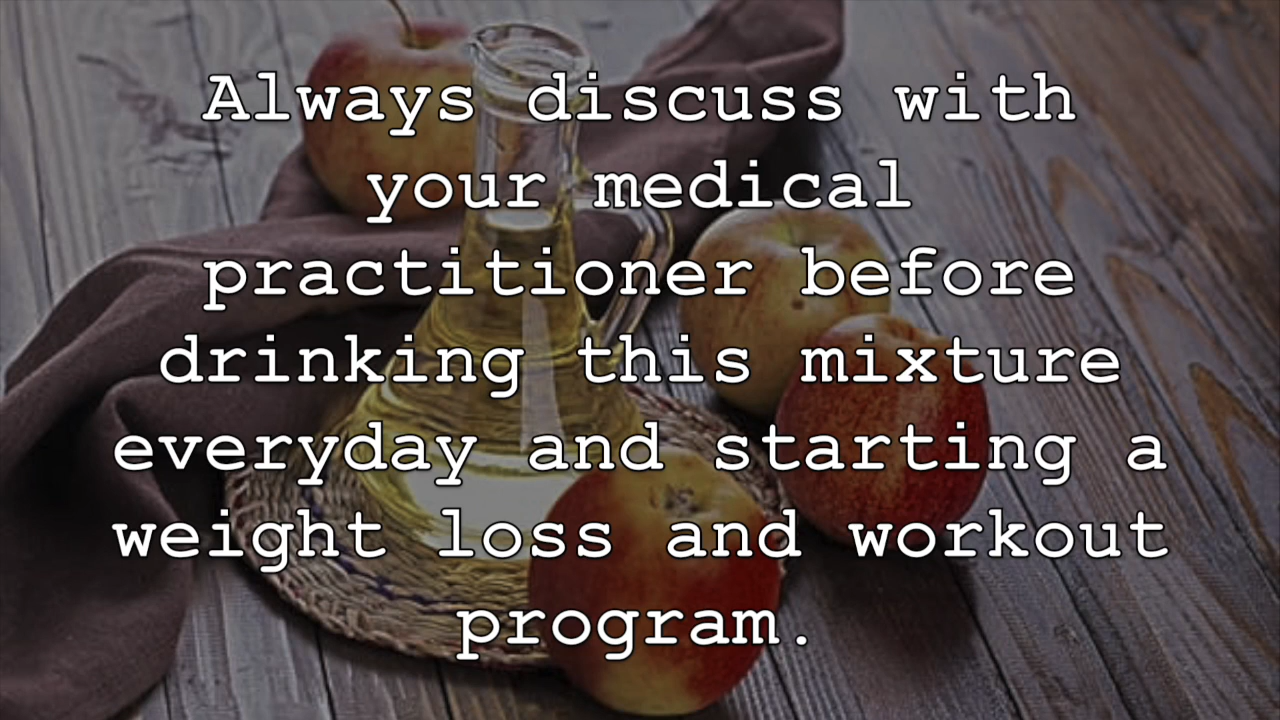 Always discuss with
your medical
practitioner before
drinking this mixture
everyday and starting a
weight loss and workout
program.